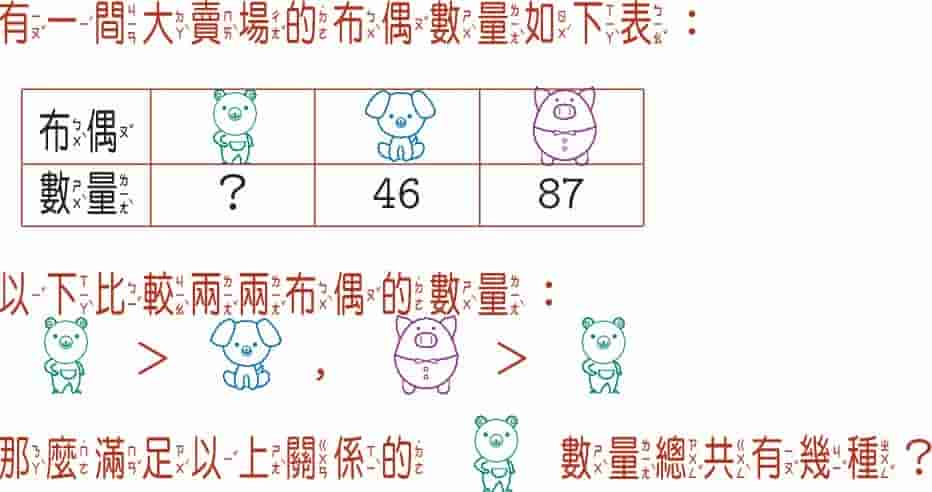 有一間大賣場的布偶數量如下表：
布偶
數量 ? 46 87
以下比較兩兩布偶的數量：
> , >
那麼滿足以上關係的 數量總共有幾種？